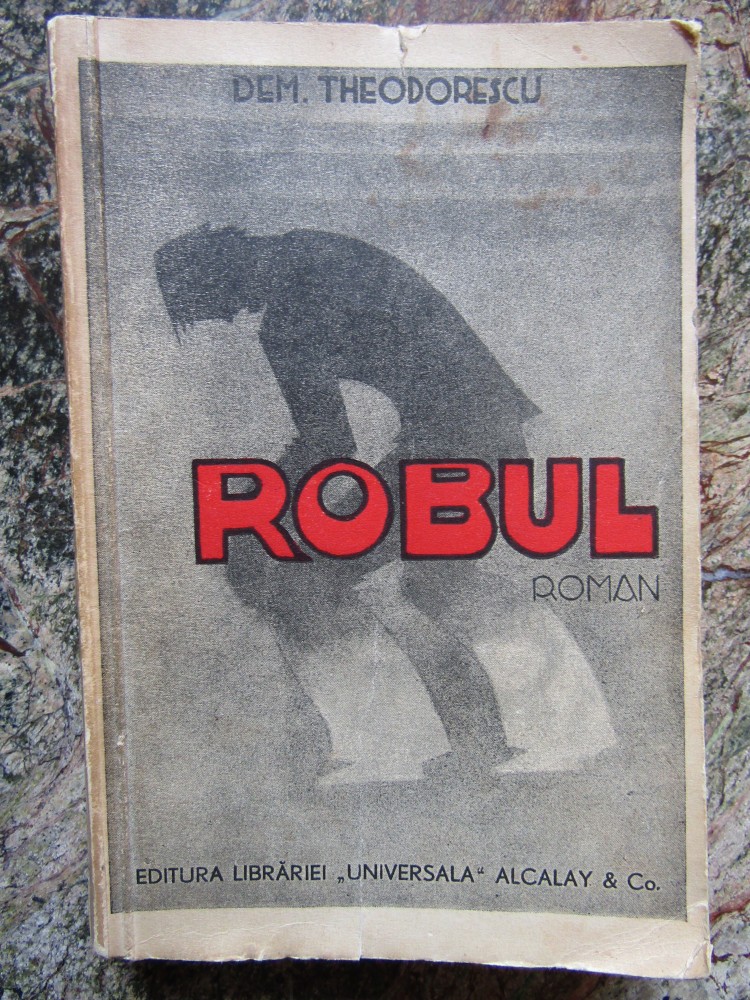 DEM. THEODORESCU
ROBUL
ROMAN
EDITURA LIBRĂRIEI „UNIVERSALA“ ALCALAY & Co.